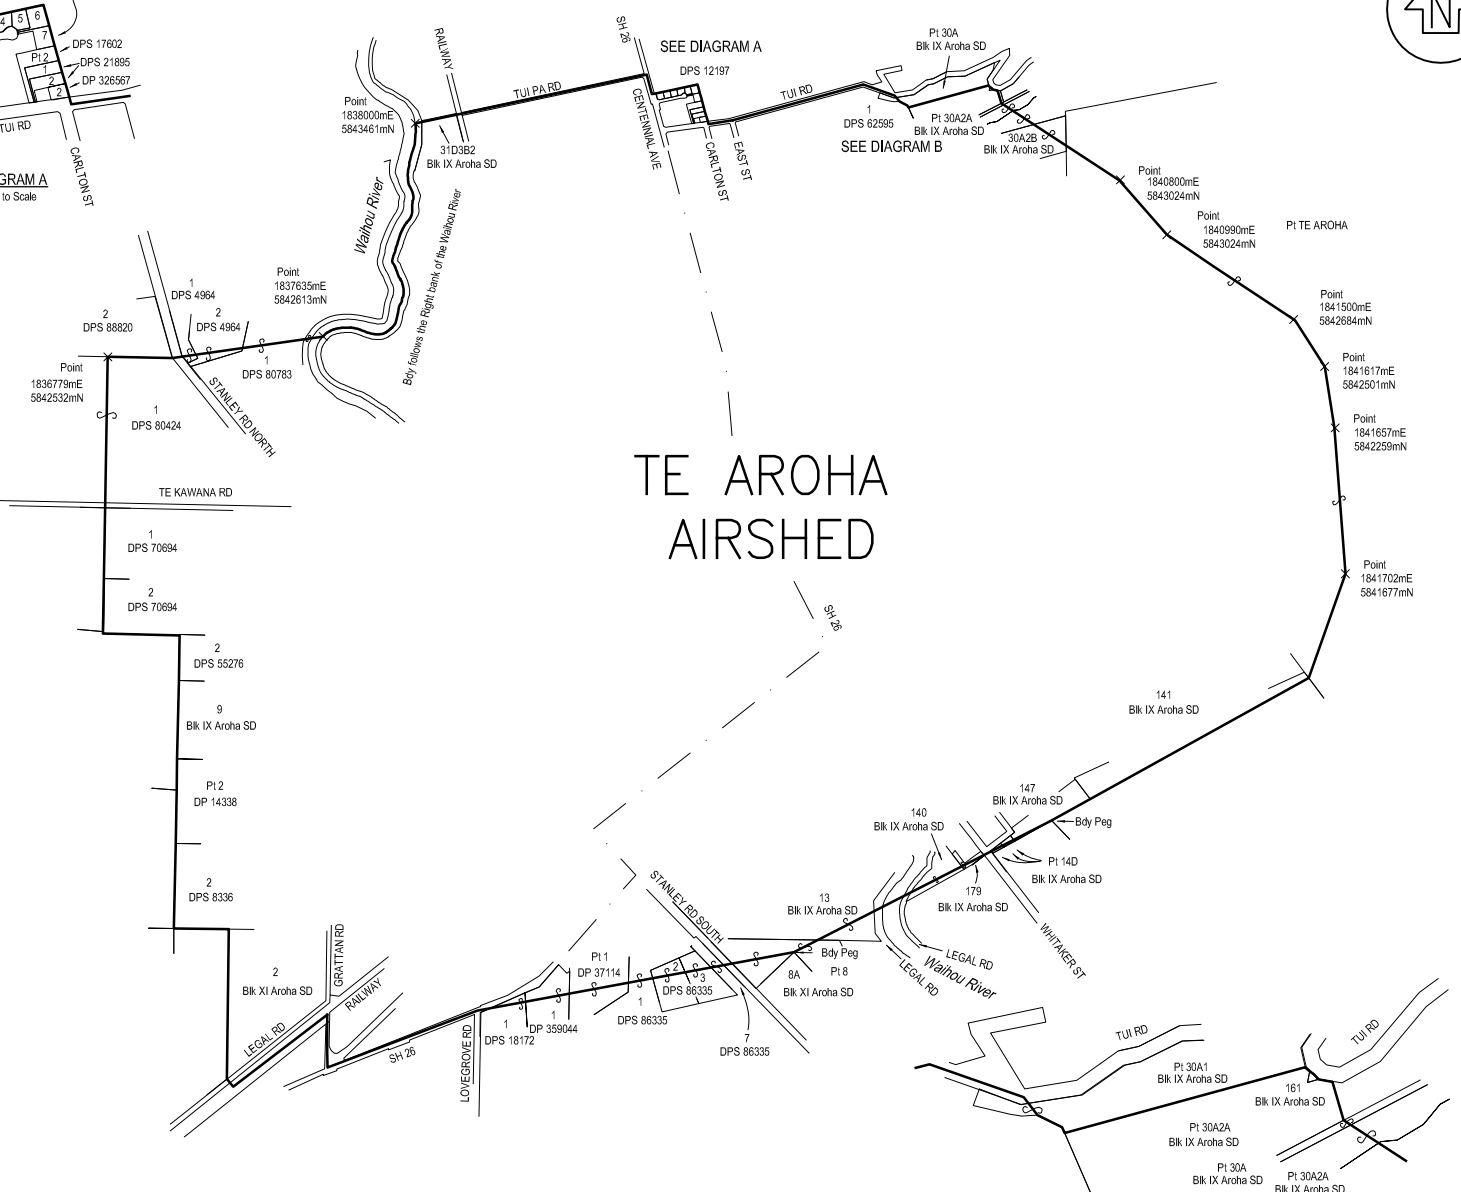 4 5 6
7
DPS 17602
Pt 2
DPS 21895
1
DP 326567
2
2
TUI RD
CARLTON ST
GRAM A
to Scale
N
SH 26
SEE DIAGRAM A
DPS 12197
Pt 30A
Blk IX Aroha SD
RAILWAY
TUI PA RD
TUI RD
Point
1838000mE
5843461mN
CENTENNIAL AVE
1
DPS 62595
Pt 30A2A
Blk IX Aroha SD
SEE DIAGRAM B
30A2B
Blk IX Aroha SD
31D3B2
Blk IX Aroha SD
CARLTON ST
EAST ST
Point
1840800mE
5843024mN
Point
1840990mE
5843024mN
Pt TE AROHA
Waihou River
Bdy follows the Right bank of the Waihou River
Point
1837635mE
5842613mN
1
DPS 4964
2
DPS 4964
2
DPS 88820
1
DPS 80783
Point
1836779mE
5842532mN
STANLEY RD NORTH
1
DPS 80424
Point
1841500mE
5842684mN
Point
1841617mE
5842501mN
Point
1841657mE
5842259mN
TE AROHA
AIRSHED
TE KAWANA RD
1
DPS 70694
2
DPS 70694
Point
1841702mE
5841677mN
SH 26
2
DPS 55276
9
Blk IX Aroha SD
141
Blk IX Aroha SD
Pt 2
DP 14338
147
Blk IX Aroha SD
140
Blk IX Aroha SD
Bdy Peg
Pt 14D
Blk IX Aroha SD
2
DPS 8336
STANLEY RD SOUTH
13
Blk IX Aroha SD
179
Blk IX Aroha SD
WHITAKER ST
GRATTAN RD
2
Blk XI Aroha SD
RAILWAY
LEGAL RD
Pt 1
DP 37114
2
3
DPS 86335
Bdy Peg
8A
Pt 8
Blk XI Aroha SD
LEGAL RD
LEGAL RD
Waihou River
SH 26
LOVEGROVE RD
1
DPS 18172
1
DP 359044
1
DPS 86335
7
DPS 86335
TUI RD
TUI RD
Pt 30A1
Blk IX Aroha SD
161
Blk IX Aroha SD
Pt 30A2A
Blk IX Aroha SD
Pt 30A
Blk IX Aroha SD
Pt 30A2A
Blk IX Aroha SD